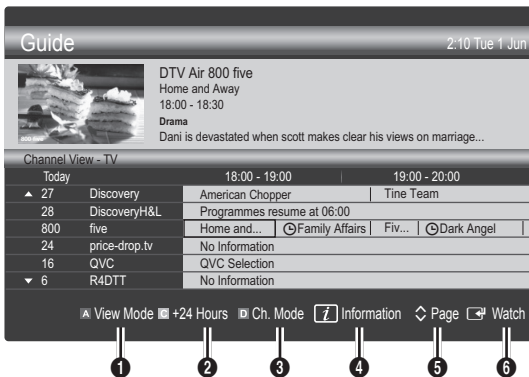 Guide 2:10 Tue 1 Jun
DTV Air 800 five
Home and Away
18:00 - 18:30
Drama
Dani is devastated when scott makes clear his views on marriage...
800 five
Channel View - TV
Today 18:00 - 19:00 19:00 - 20:00
▲ 27 Discovery American Chopper Tine Team
28 DiscoveryH&L Programmes resume at 06:00
800 five Home and... Family Affairs Fiv... Dark Angel
24 price-drop.tv No Information
16 QVC QVC Selection
▼ 6 R4DTT No Information
A View Mode C +24 Hours D Ch. Mode i Information Page Watch
1 2 3 4 5 6